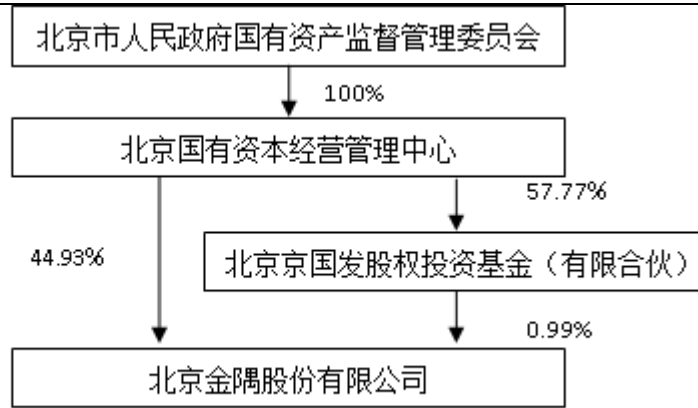 北京市人民政府国有资产监督管理委员会
100%
北京国有资本经营管理中心
57.77%
44.93%
北京京国发股权投资基金（有限合伙）
0.99%
北京金隅股份有限公司